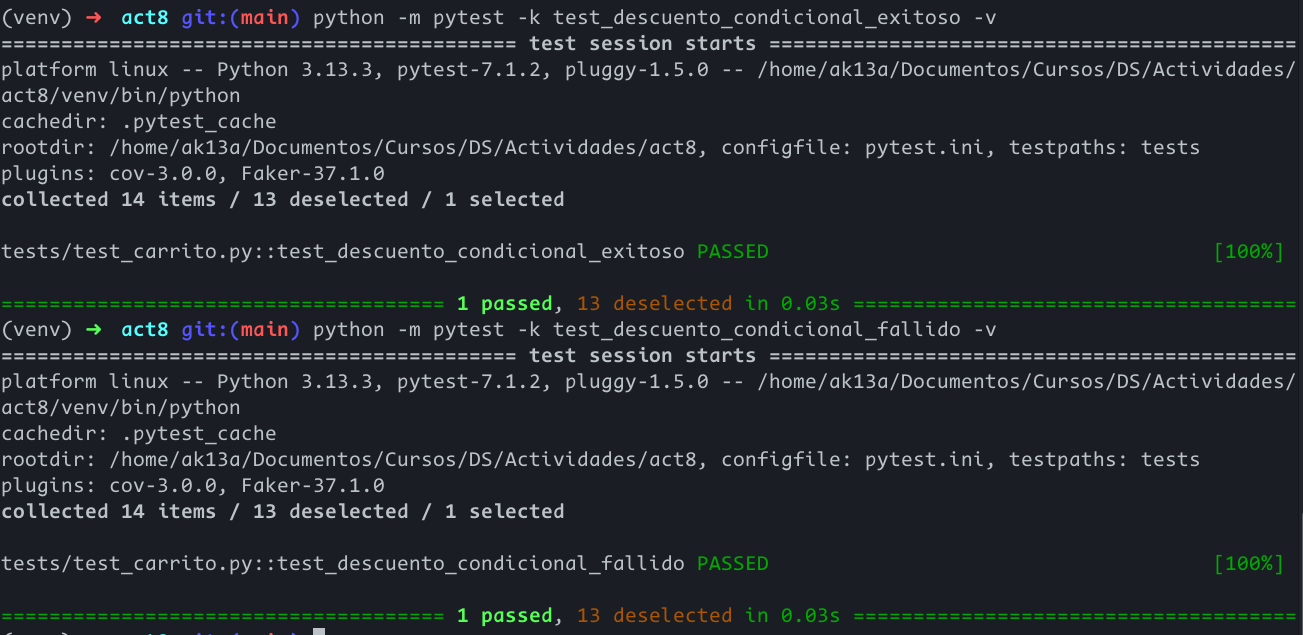 (venv) ➜  act8 git:(main) python -m pytest -k test_descuento_condicional_exitoso -v
=========================================== test session starts ============================================
platform linux -- Python 3.13.3, pytest-7.1.2, pluggy-1.5.0 -- /home/ak13a/Documentos/Cursos/DS/Actividades/
act8/venv/bin/python
cachedir: .pytest_cache
rootdir: /home/ak13a/Documentos/Cursos/DS/Actividades/act8, configfile: pytest.ini, testpaths: tests
plugins: cov-3.0.0, Faker-37.1.0
collected 14 items / 13 deselected / 1 selected

tests/test_carrito.py::test_descuento_condicional_exitoso PASSED                                     [100%]

===================================== 1 passed, 13 deselected in 0.03s =====================================
(venv) ➜  act8 git:(main) python -m pytest -k test_descuento_condicional_fallido -v
=========================================== test session starts ============================================
platform linux -- Python 3.13.3, pytest-7.1.2, pluggy-1.5.0 -- /home/ak13a/Documentos/Cursos/DS/Actividades/
act8/venv/bin/python
cachedir: .pytest_cache
rootdir: /home/ak13a/Documentos/Cursos/DS/Actividades/act8, configfile: pytest.ini, testpaths: tests
plugins: cov-3.0.0, Faker-37.1.0
collected 14 items / 13 deselected / 1 selected

tests/test_carrito.py::test_descuento_condicional_fallido PASSED                                     [100%]

===================================== 1 passed, 13 deselected in 0.03s =====================================